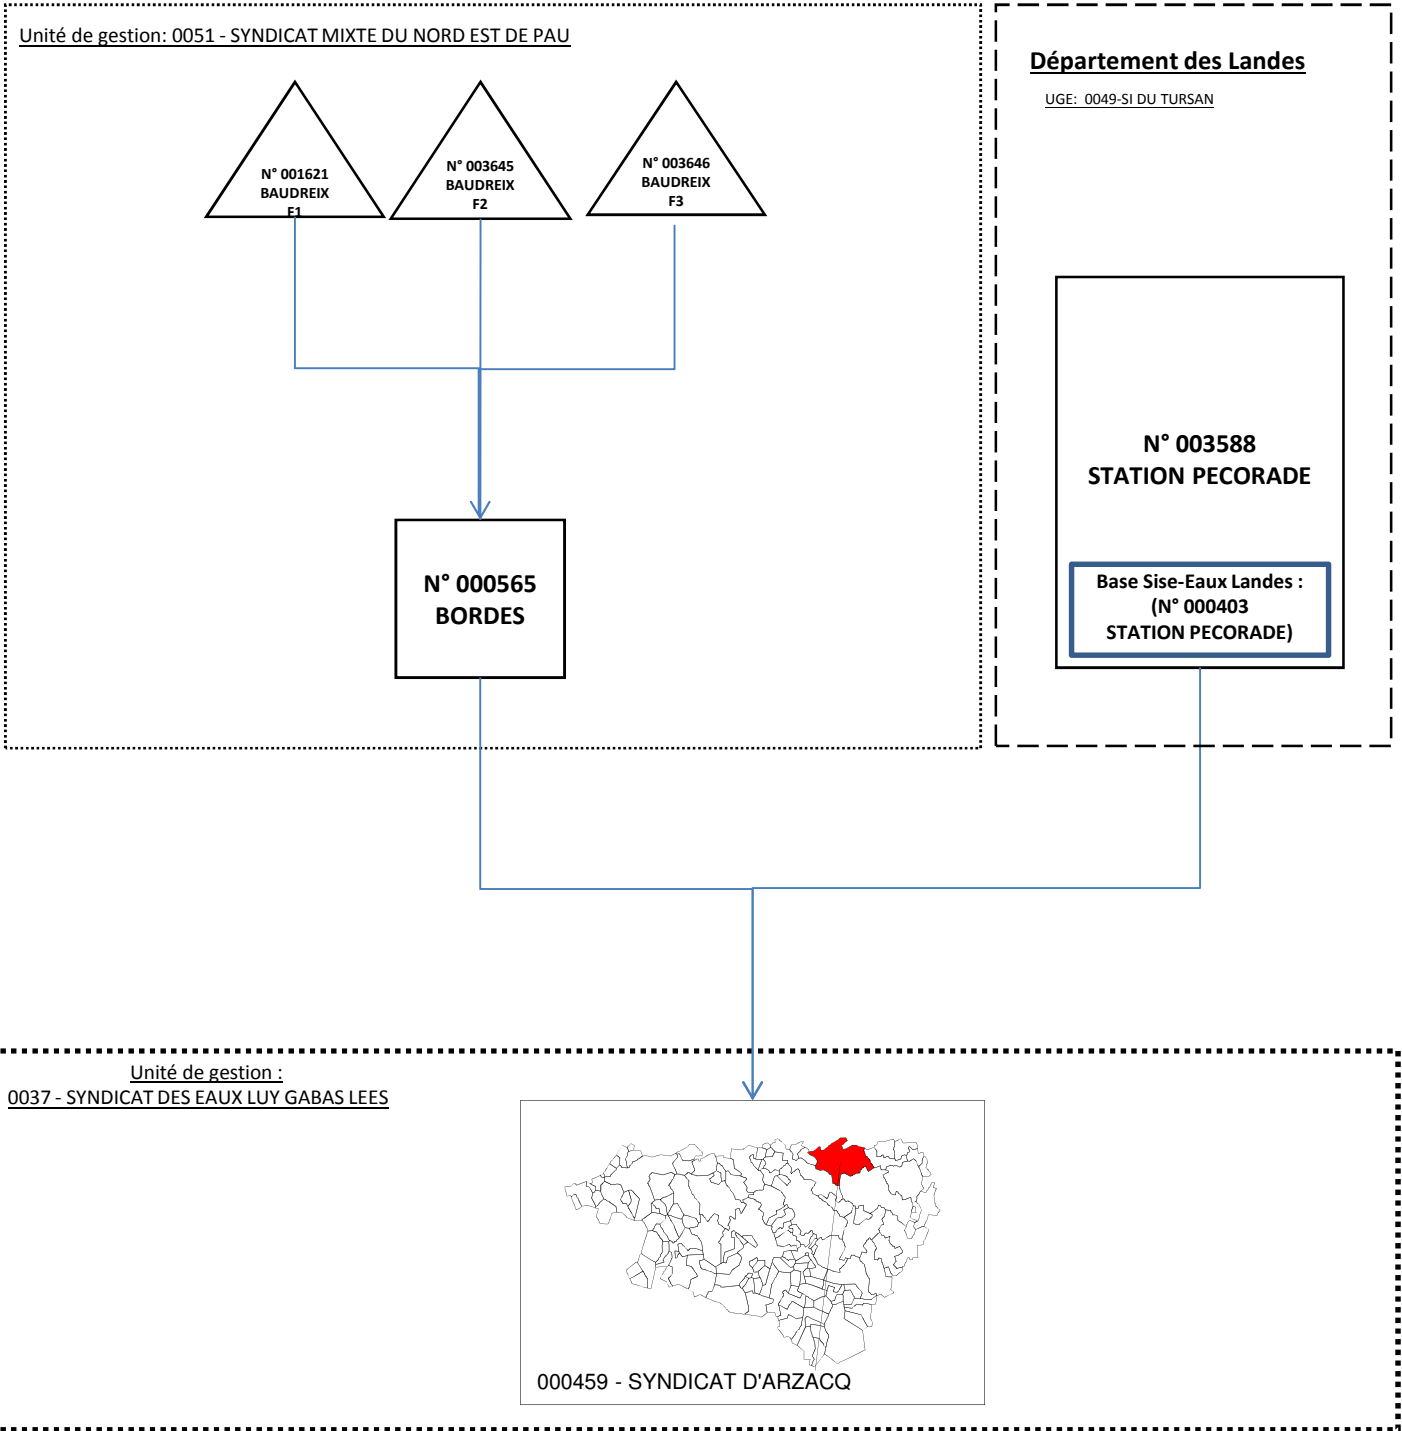 Unité de gestion: 0051 - SYNDICAT MIXTE DU NORD EST DE PAU
N° 001621
BAUDREIX
F1
N° 003645
BAUDREIX
F2
N° 003646
BAUDREIX
F3
N° 000565
BORDES
Département des Landes
UGE: 0049-SI DU TURSAN
N° 003588
STATION PECORADE
Base Sise-Eaux Landes :
(N° 000403
STATION PECORADE)
Unité de gestion :
0037 - SYNDICAT DES EAUX LUY GABAS LEES
000459 - SYNDICAT D'ARZACQ